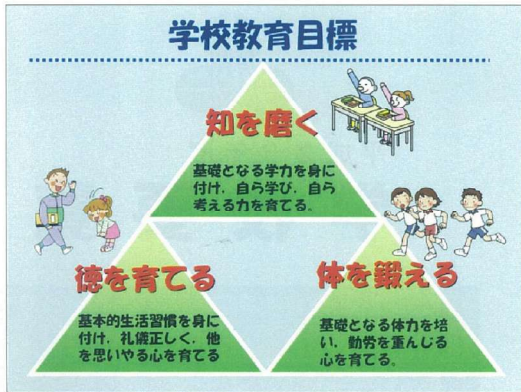 学校教育目標
知を磨く
基礎となる学力を身に
付け，自ら学び，自ら
考える力を育てる。
徳を育てる
基本的生活習慣を身に
付け，礼儀正しく，他
を思いやる心を育てる
体を鍛える
基礎となる体力を培
い，勤労を重んじる
心を育てる。